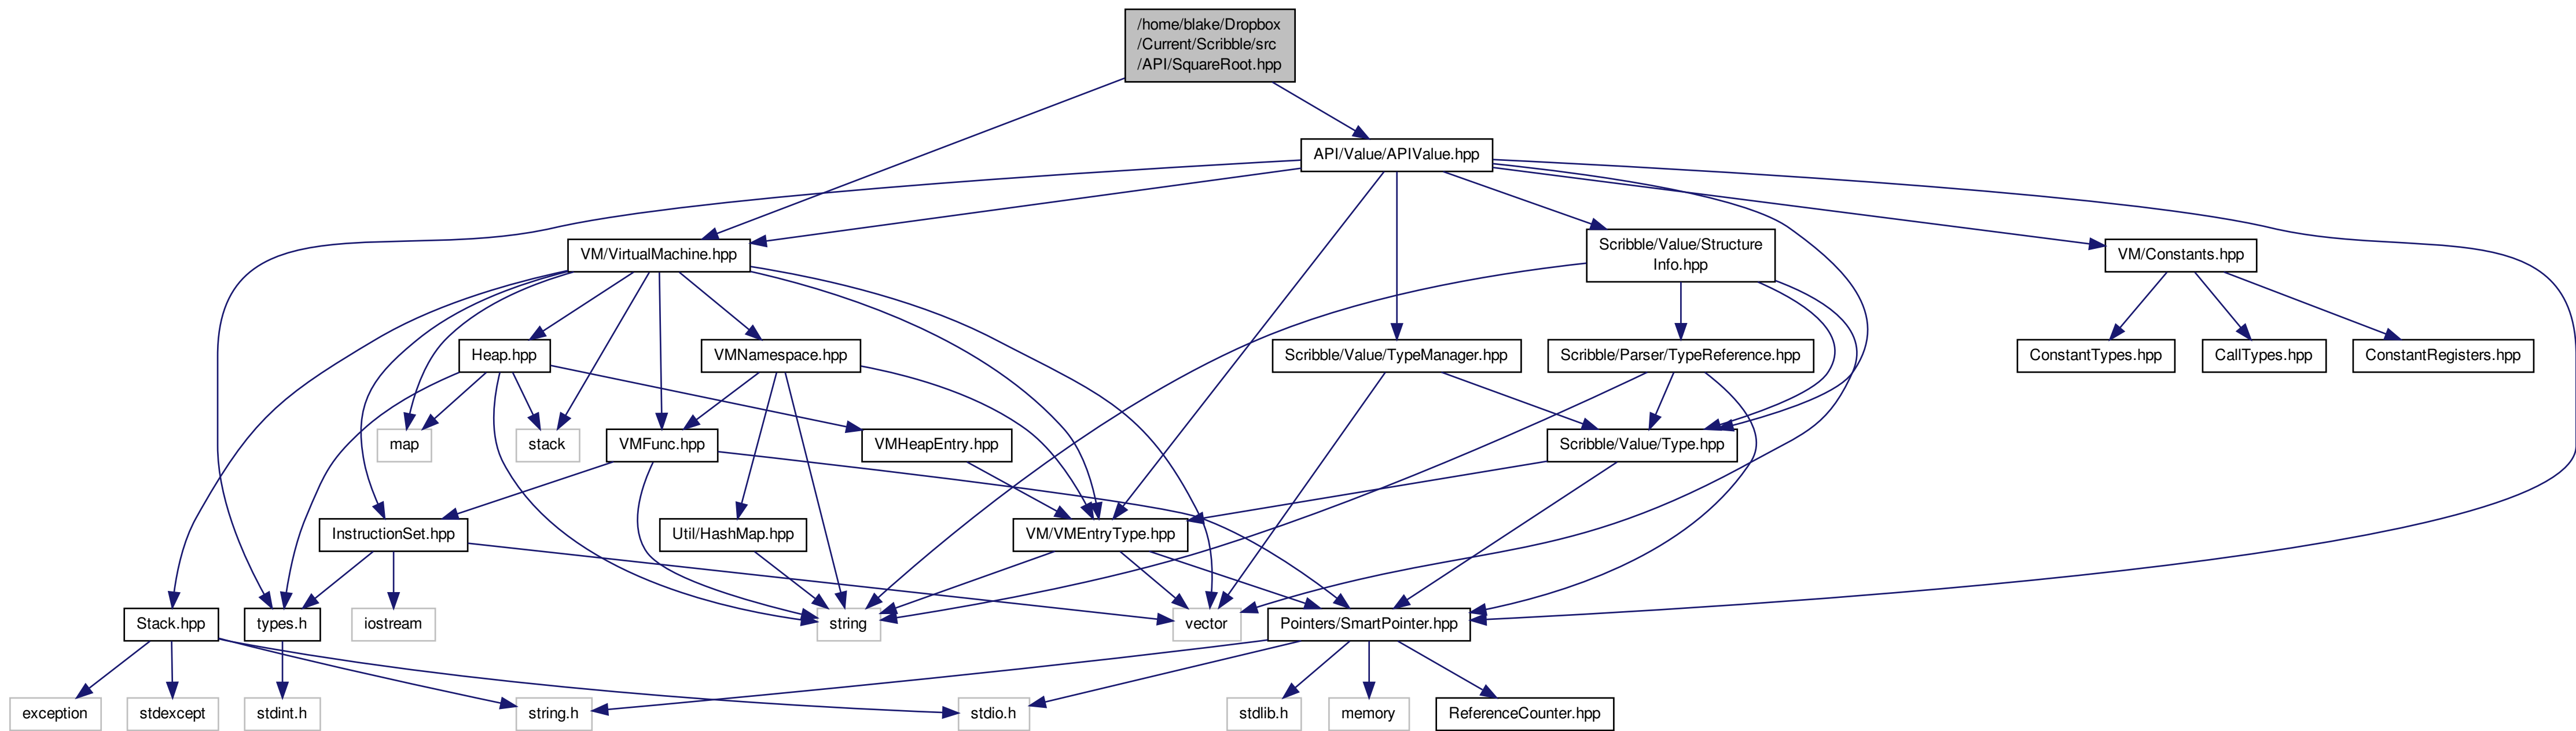 /home/blake/Dropbox
/Current/Scribble/src
/API/SquareRoot.hpp
API/Value/APIValue.hpp
VM/VirtualMachine.hpp
Scribble/Value/Structure
Info.hpp
VM/Constants.hpp
Heap.hpp
VMNamespace.hpp
Scribble/Value/TypeManager.hpp
Scribble/Parser/TypeReference.hpp
ConstantTypes.hpp
CallTypes.hpp
ConstantRegisters.hpp
map
stack
VMFunc.hpp
VMHeapEntry.hpp
Scribble/Value/Type.hpp
InstructionSet.hpp
Util/HashMap.hpp
VM/VMEntryType.hpp
Stack.hpp
types.h
iostream
string
vector
Pointers/SmartPointer.hpp
exception
stdexcept
stdint.h
string.h
stdio.h
stdlib.h
memory
ReferenceCounter.hpp